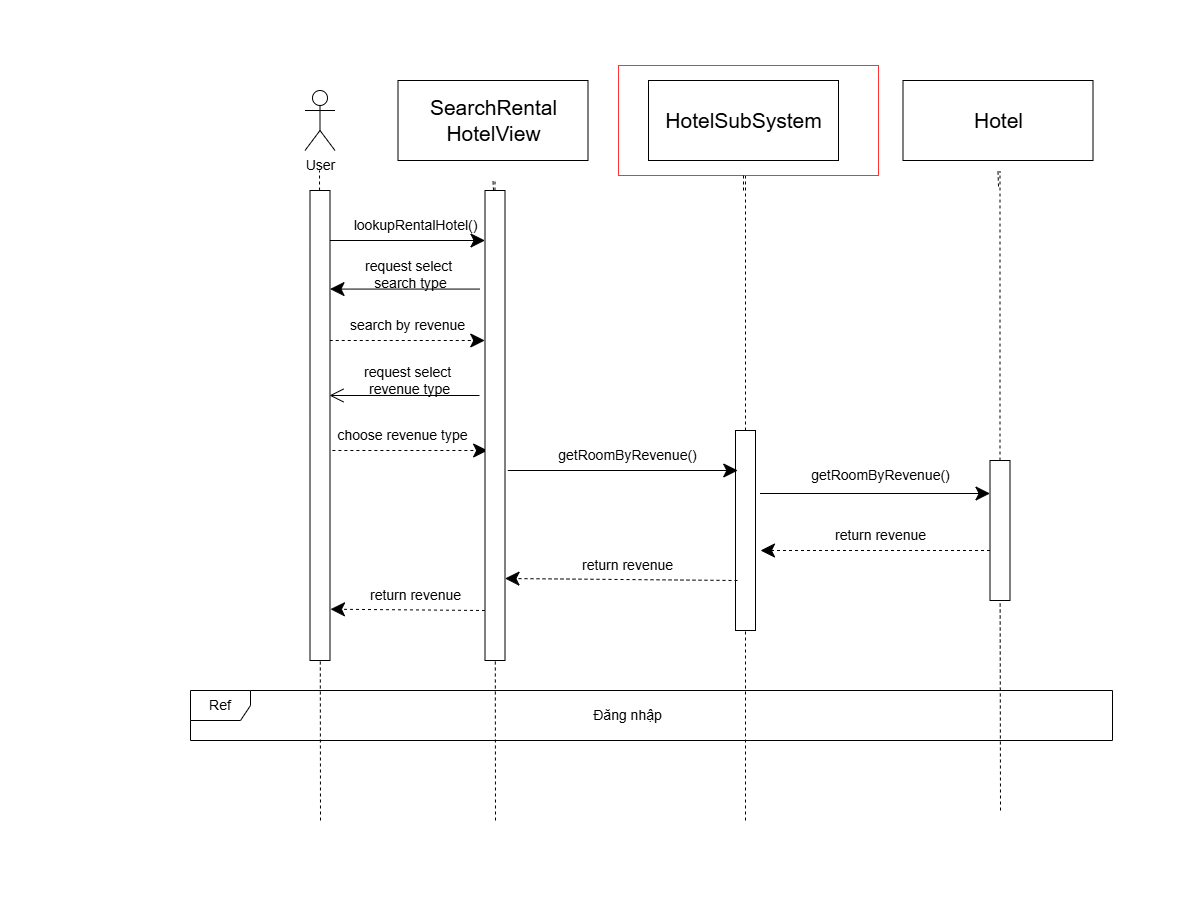 User
SearchRental
HotelView
HotelSubSystem
Hotel
lookupRentalHotel()
request select
search type
search by revenue
request select
revenue type
choose revenue type
getRoomByRevenue()
getRoomByRevenue()
return revenue
return revenue
return revenue
Ref
Đăng nhập